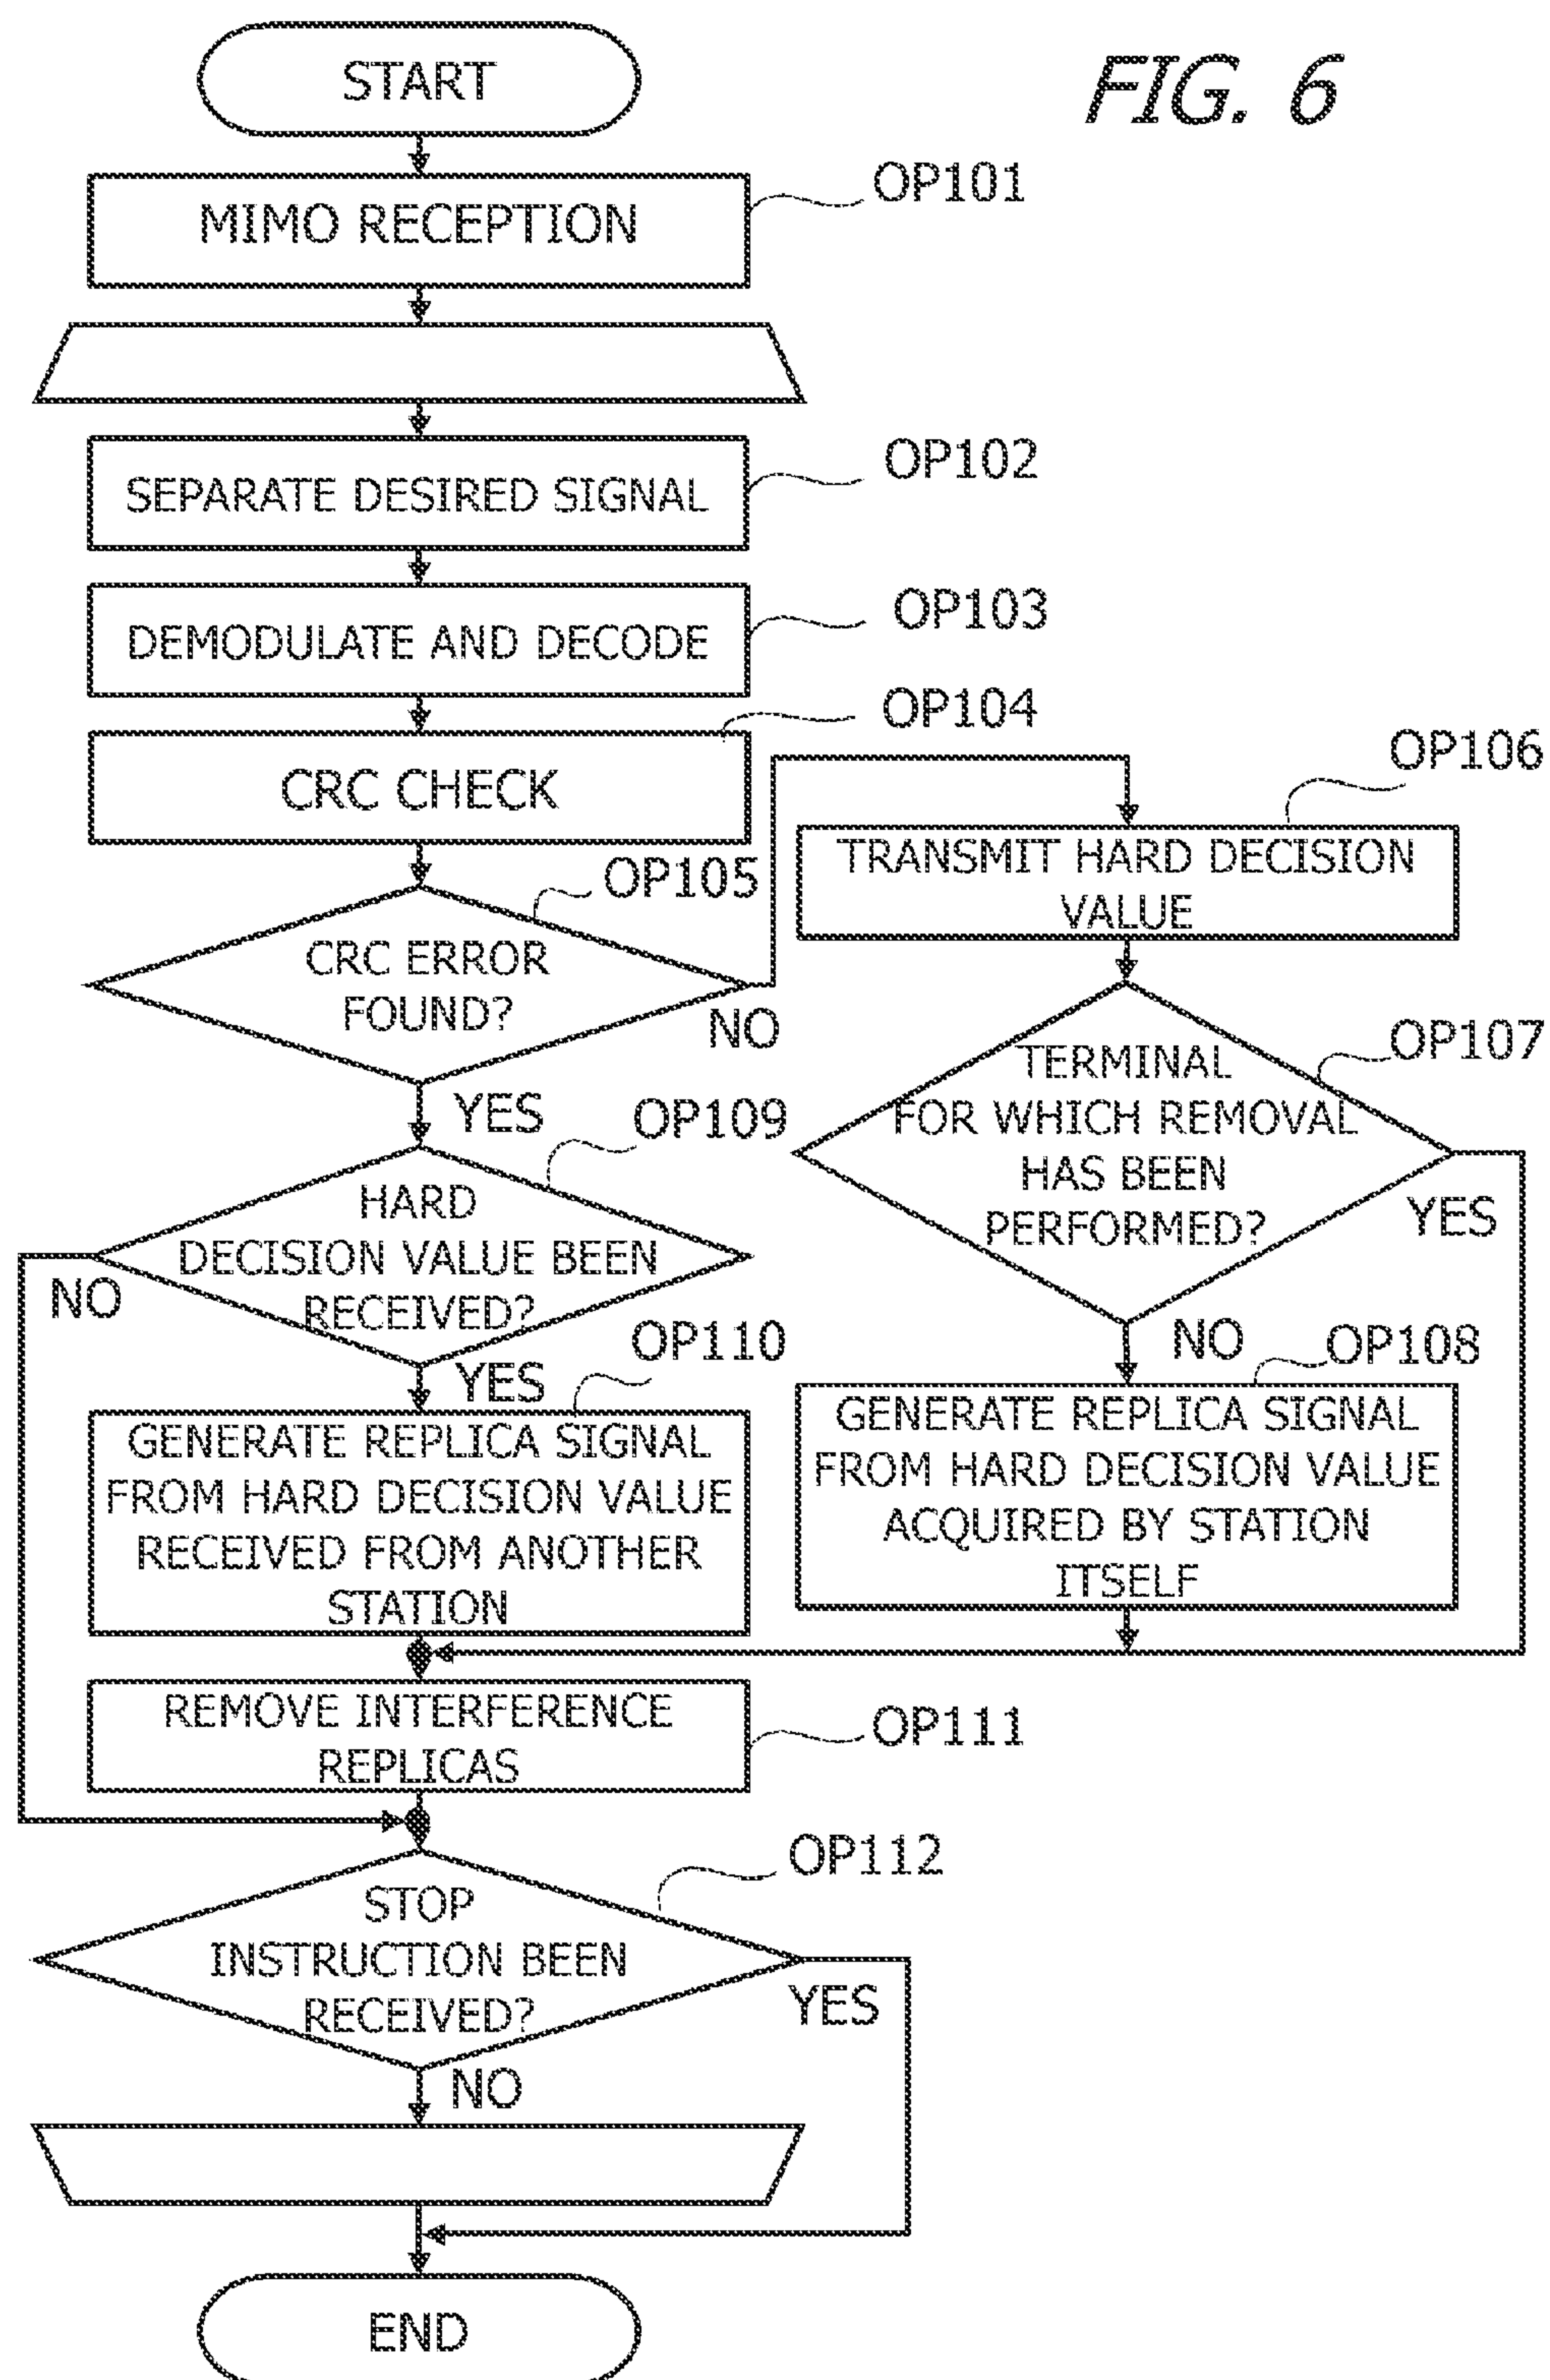 FIG. 6
START
MIMO RECEPTION
OP101
SEPARATE DESIRED SIGNAL
OP102
DEMODULATE AND DECODE
OP103
CRC CHECK
OP104
CRC ERROR
FOUND?
OP105
NO
YES
TRANSMIT HARD DECISION
VALUE
OP106
TERMINAL
FOR WHICH REMOVAL
HAS BEEN
PERFORMED?
OP107
YES
NO
GENERATE REPLICA SIGNAL
FROM HARD DECISION VALUE
ACQUIRED BY STATION
ITSELF
OP108
HARD
DECISION VALUE BEEN
RECEIVED?
OP109
NO
YES
GENERATE REPLICA SIGNAL
FROM HARD DECISION VALUE
RECEIVED FROM ANOTHER
STATION
OP110
REMOVE INTERFERENCE
REPLICAS
OP111
STOP
INSTRUCTION BEEN
RECEIVED?
OP112
YES
NO
END